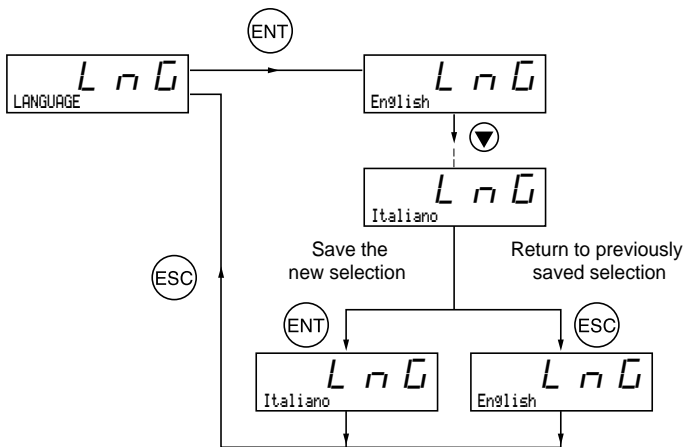 ENT
LnG
LANGUAGE
LnG
English
▼
LnG
Italiano
Save the
new selection
Return to previously
saved selection
ESC
ENT
ESC
LnG
Italiano
LnG
English